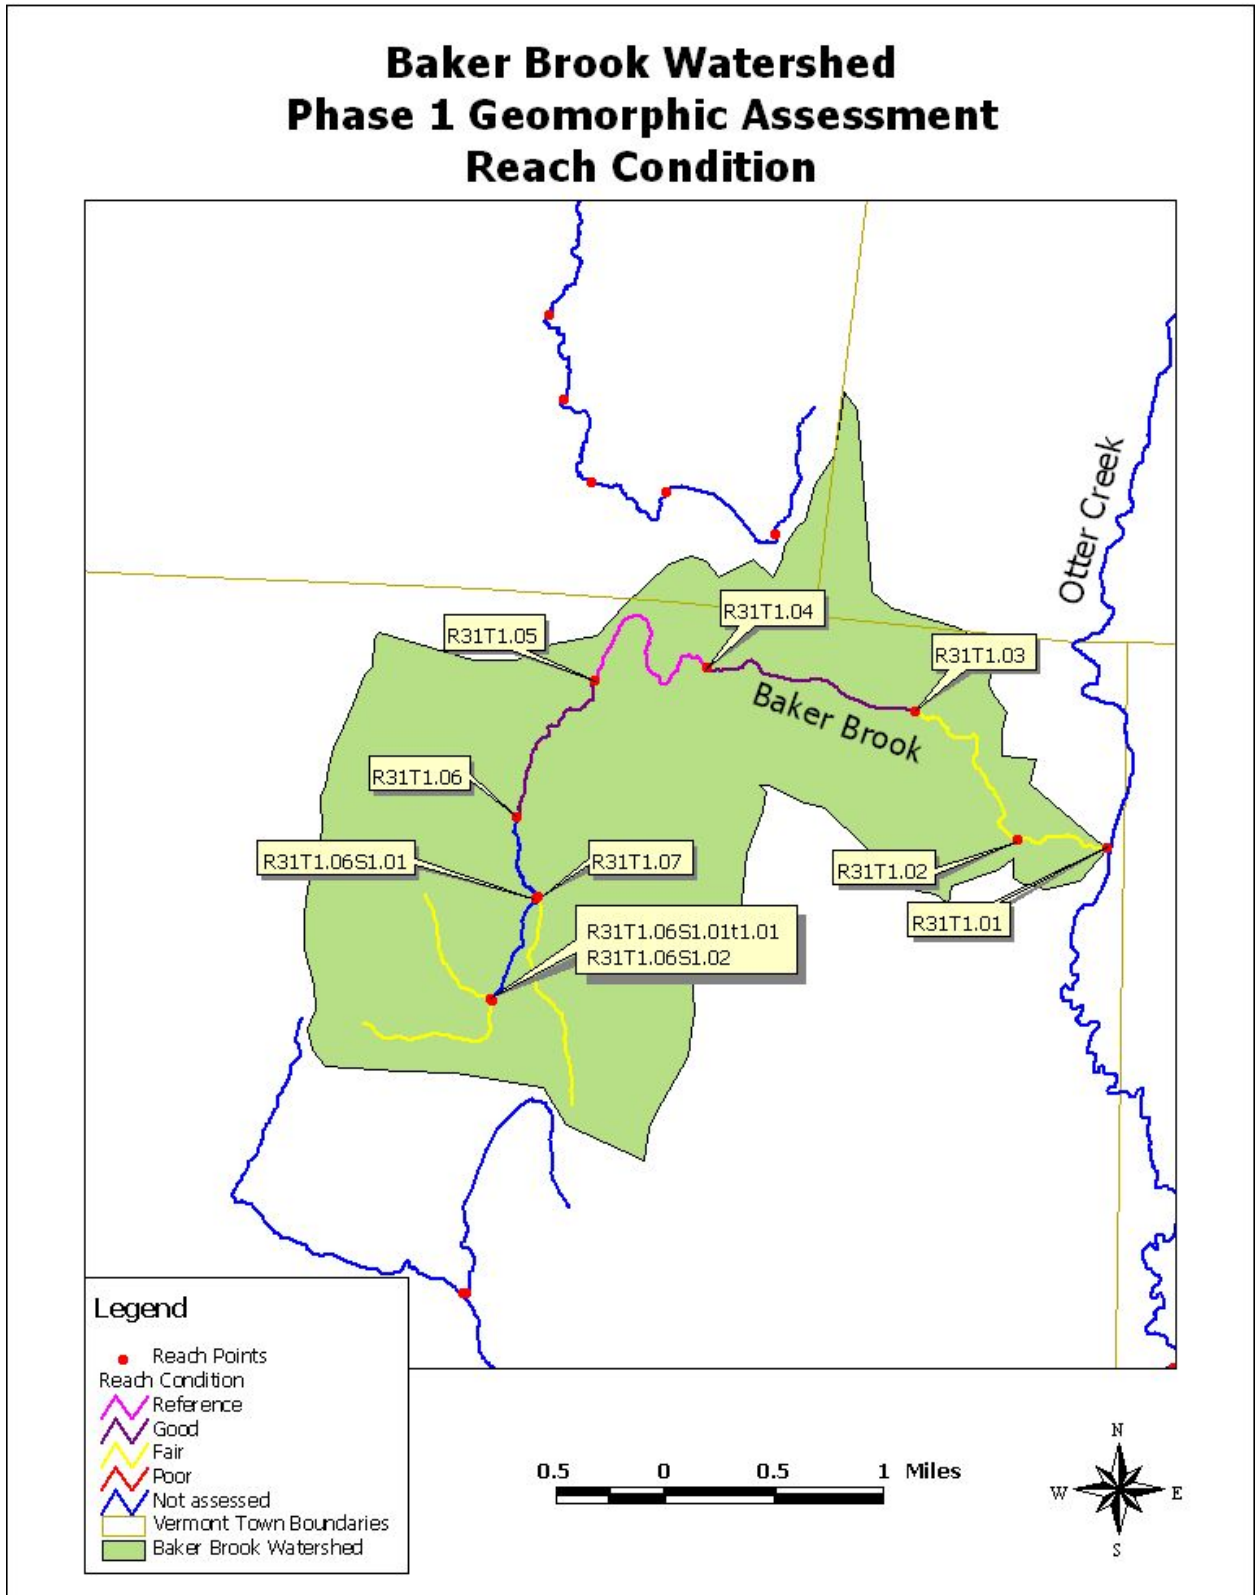 Baker Brook Watershed
Phase 1 Geomorphic Assessment
Reach Condition
Otter Creek
R31T1.04
R31T1.05
R31T1.03
Baker Brook
R31T1.06
R31T1.06S1.01
R31T1.07
R31T1.02
R31T1.01
R31T1.06S1.01t1.01
R31T1.06S1.02
Legend
Reach Points
Reach Condition
Reference
Good
Fair
Poor
Not assessed
Vermont Town Boundaries
Baker Brook Watershed
0.5 0 0.5 1 Miles
N
W E
S